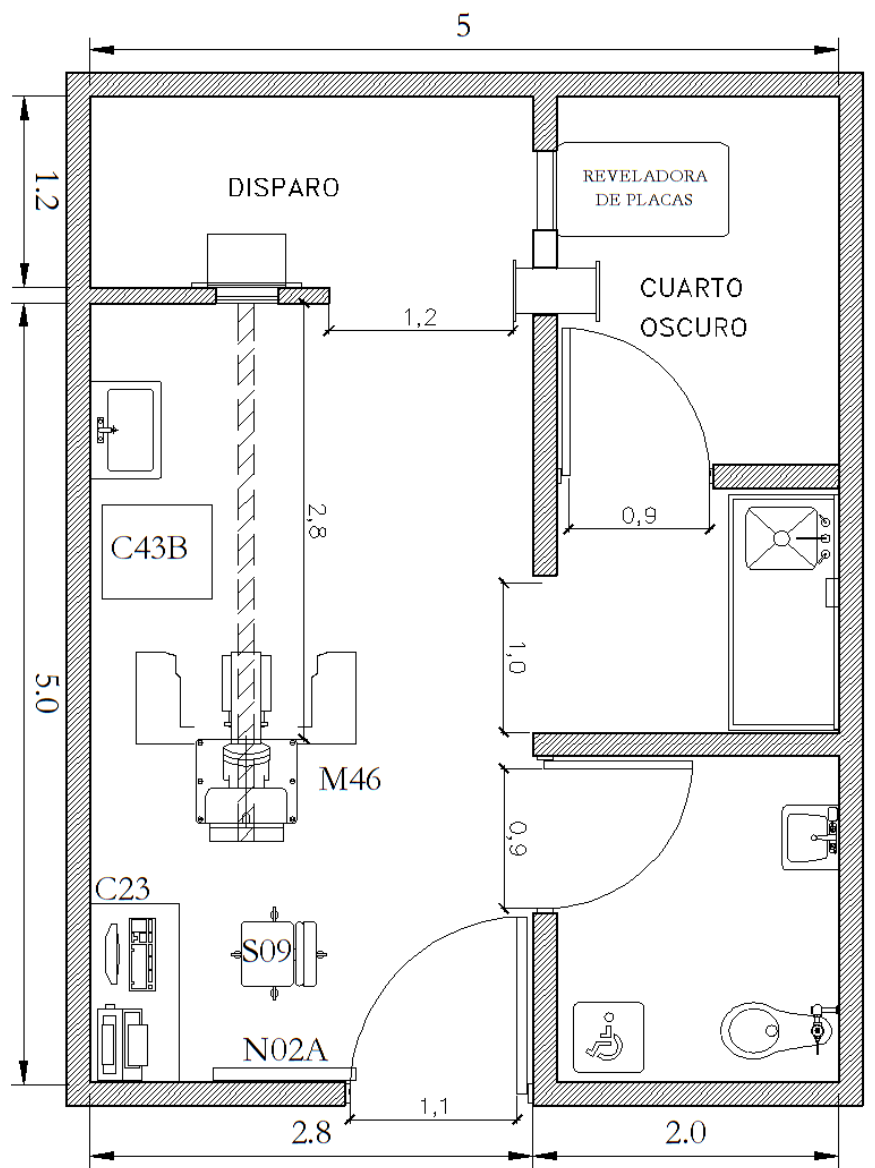 5
1.2
DISPARO
REVELADORA
DE PLACAS
CUARTO
OSCURO
1,2
2,8
C43B
0,9
1,0
5.0
M46
0,9
C23
S09
N02A
1,1
2.8
2.0